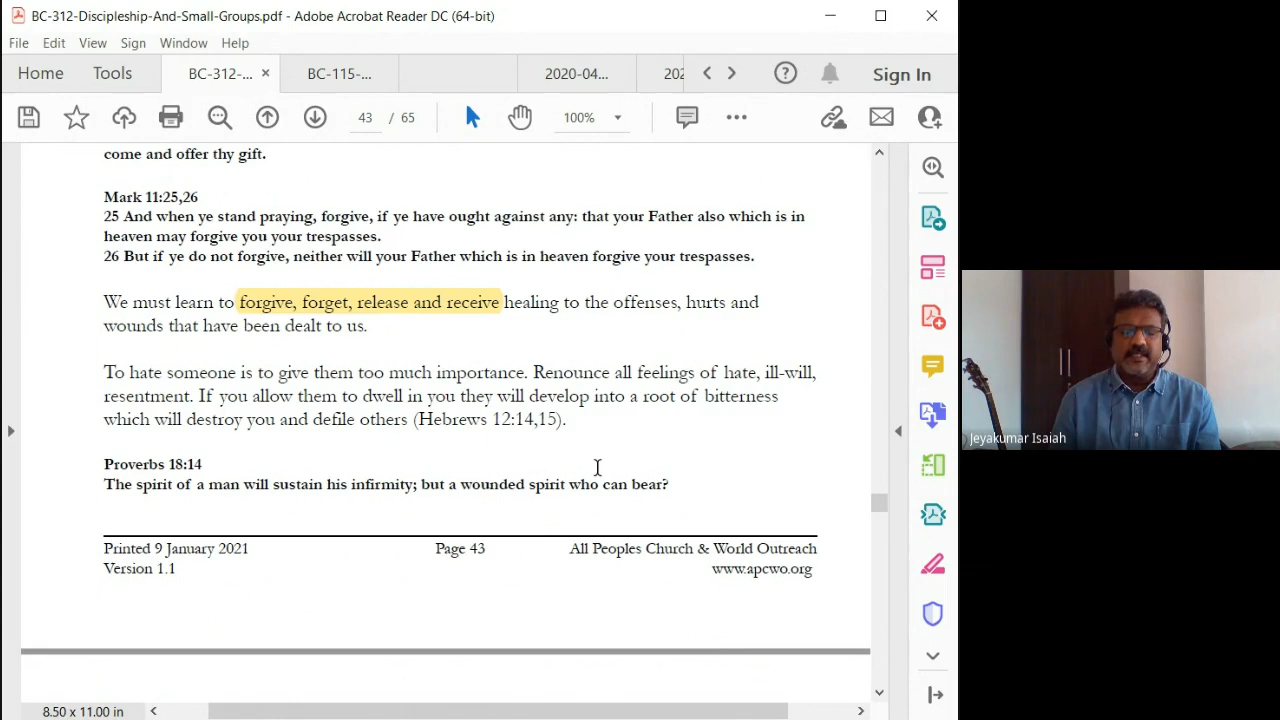 BC-312-Discipleship-And-Small-Groups.pdf - Adobe Acrobat Reader DC (64-bit)
File Edit View Sign Window Help
Home Tools BC-312-... × BC-115-... 2020-04.... 202 Sign In
43 / 65 100%
come and offer thy gift.
Mark 11:25,26
25 And when ye stand praying, forgive, if ye have ought against any: that your Father also which is in
heaven may forgive you your trespasses.
26 But if ye do not forgive, neither will your Father which is in heaven forgive your trespasses.
We must learn to forgive, forget, release and receive healing to the offenses, hurts and
wounds that have been dealt to us.
To hate someone is to give them too much importance. Renounce all feelings of hate, ill-will,
resentment. If you allow them to dwell in you they will develop into a root of bitterness
which will destroy you and defile others (Hebrews 12:14,15).
Proverbs 18:14
The spirit of a man will sustain his infirmity; but a wounded spirit who can bear?
Printed 9 January 2021 Page 43 All Peoples Church & World Outreach
Version 1.1 www.apcwo.org
8.50 x 11.00 in
Jeyakumar Isaiah